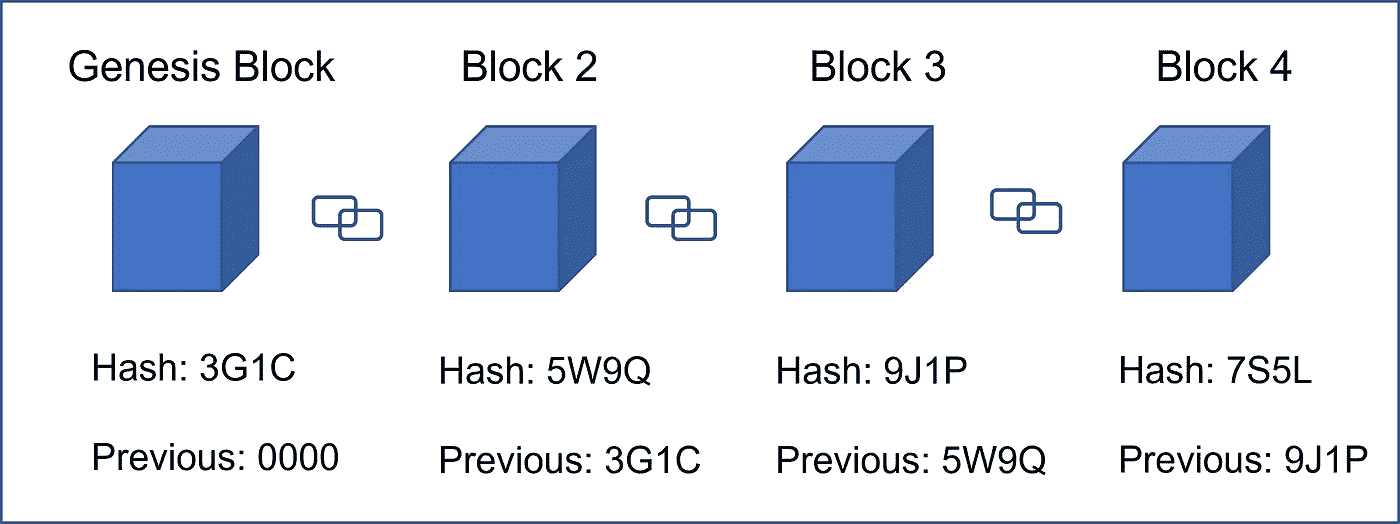 Genesis Block
Block 2
Block 3
Block 4
Hash: 3G1C
Hash: 5W9Q
Hash: 9J1P
Hash: 7S5L
Previous: 0000
Previous: 3G1C
Previous: 5W9Q
Previous: 9J1P